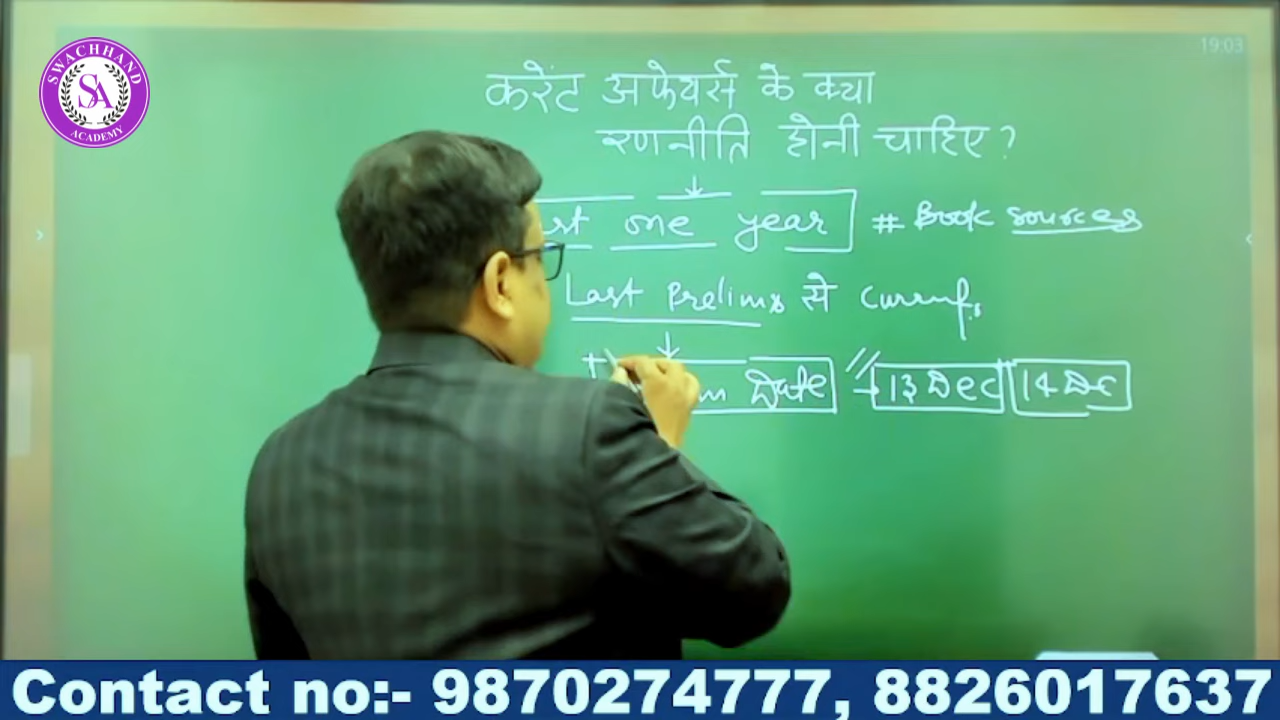 SWACHHAND
SA
ACADEMY
19:03
करेंट अफेयर्स के क्या
रणनीति होनी चाहिए ?
one year # Book sources
Last Prelims से
Date 13 Dec 14 Dec
Contact no:- 9870274777, 8826017637